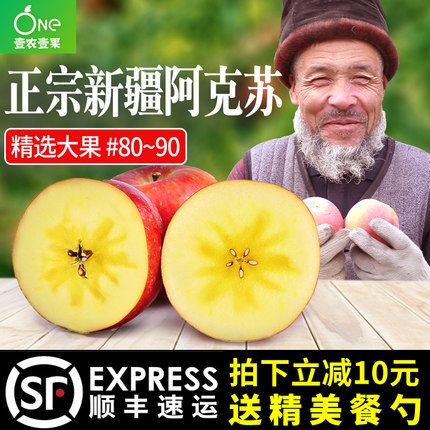 One
壹农壹果
正宗新疆阿克苏
精选大果 #80~90
SF EXPRESS
顺丰速运
拍下立减10元
送精美餐勺